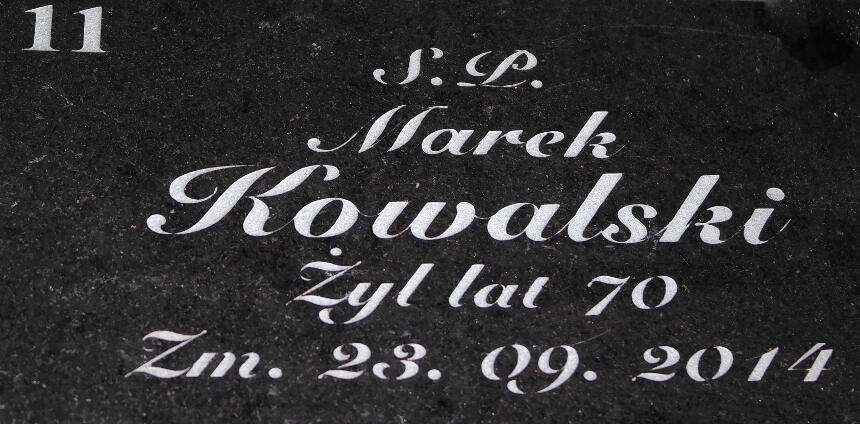 11
Ś.P.
Marek
Kowalski
Żył lat 70
Zm. 23. 09. 2014